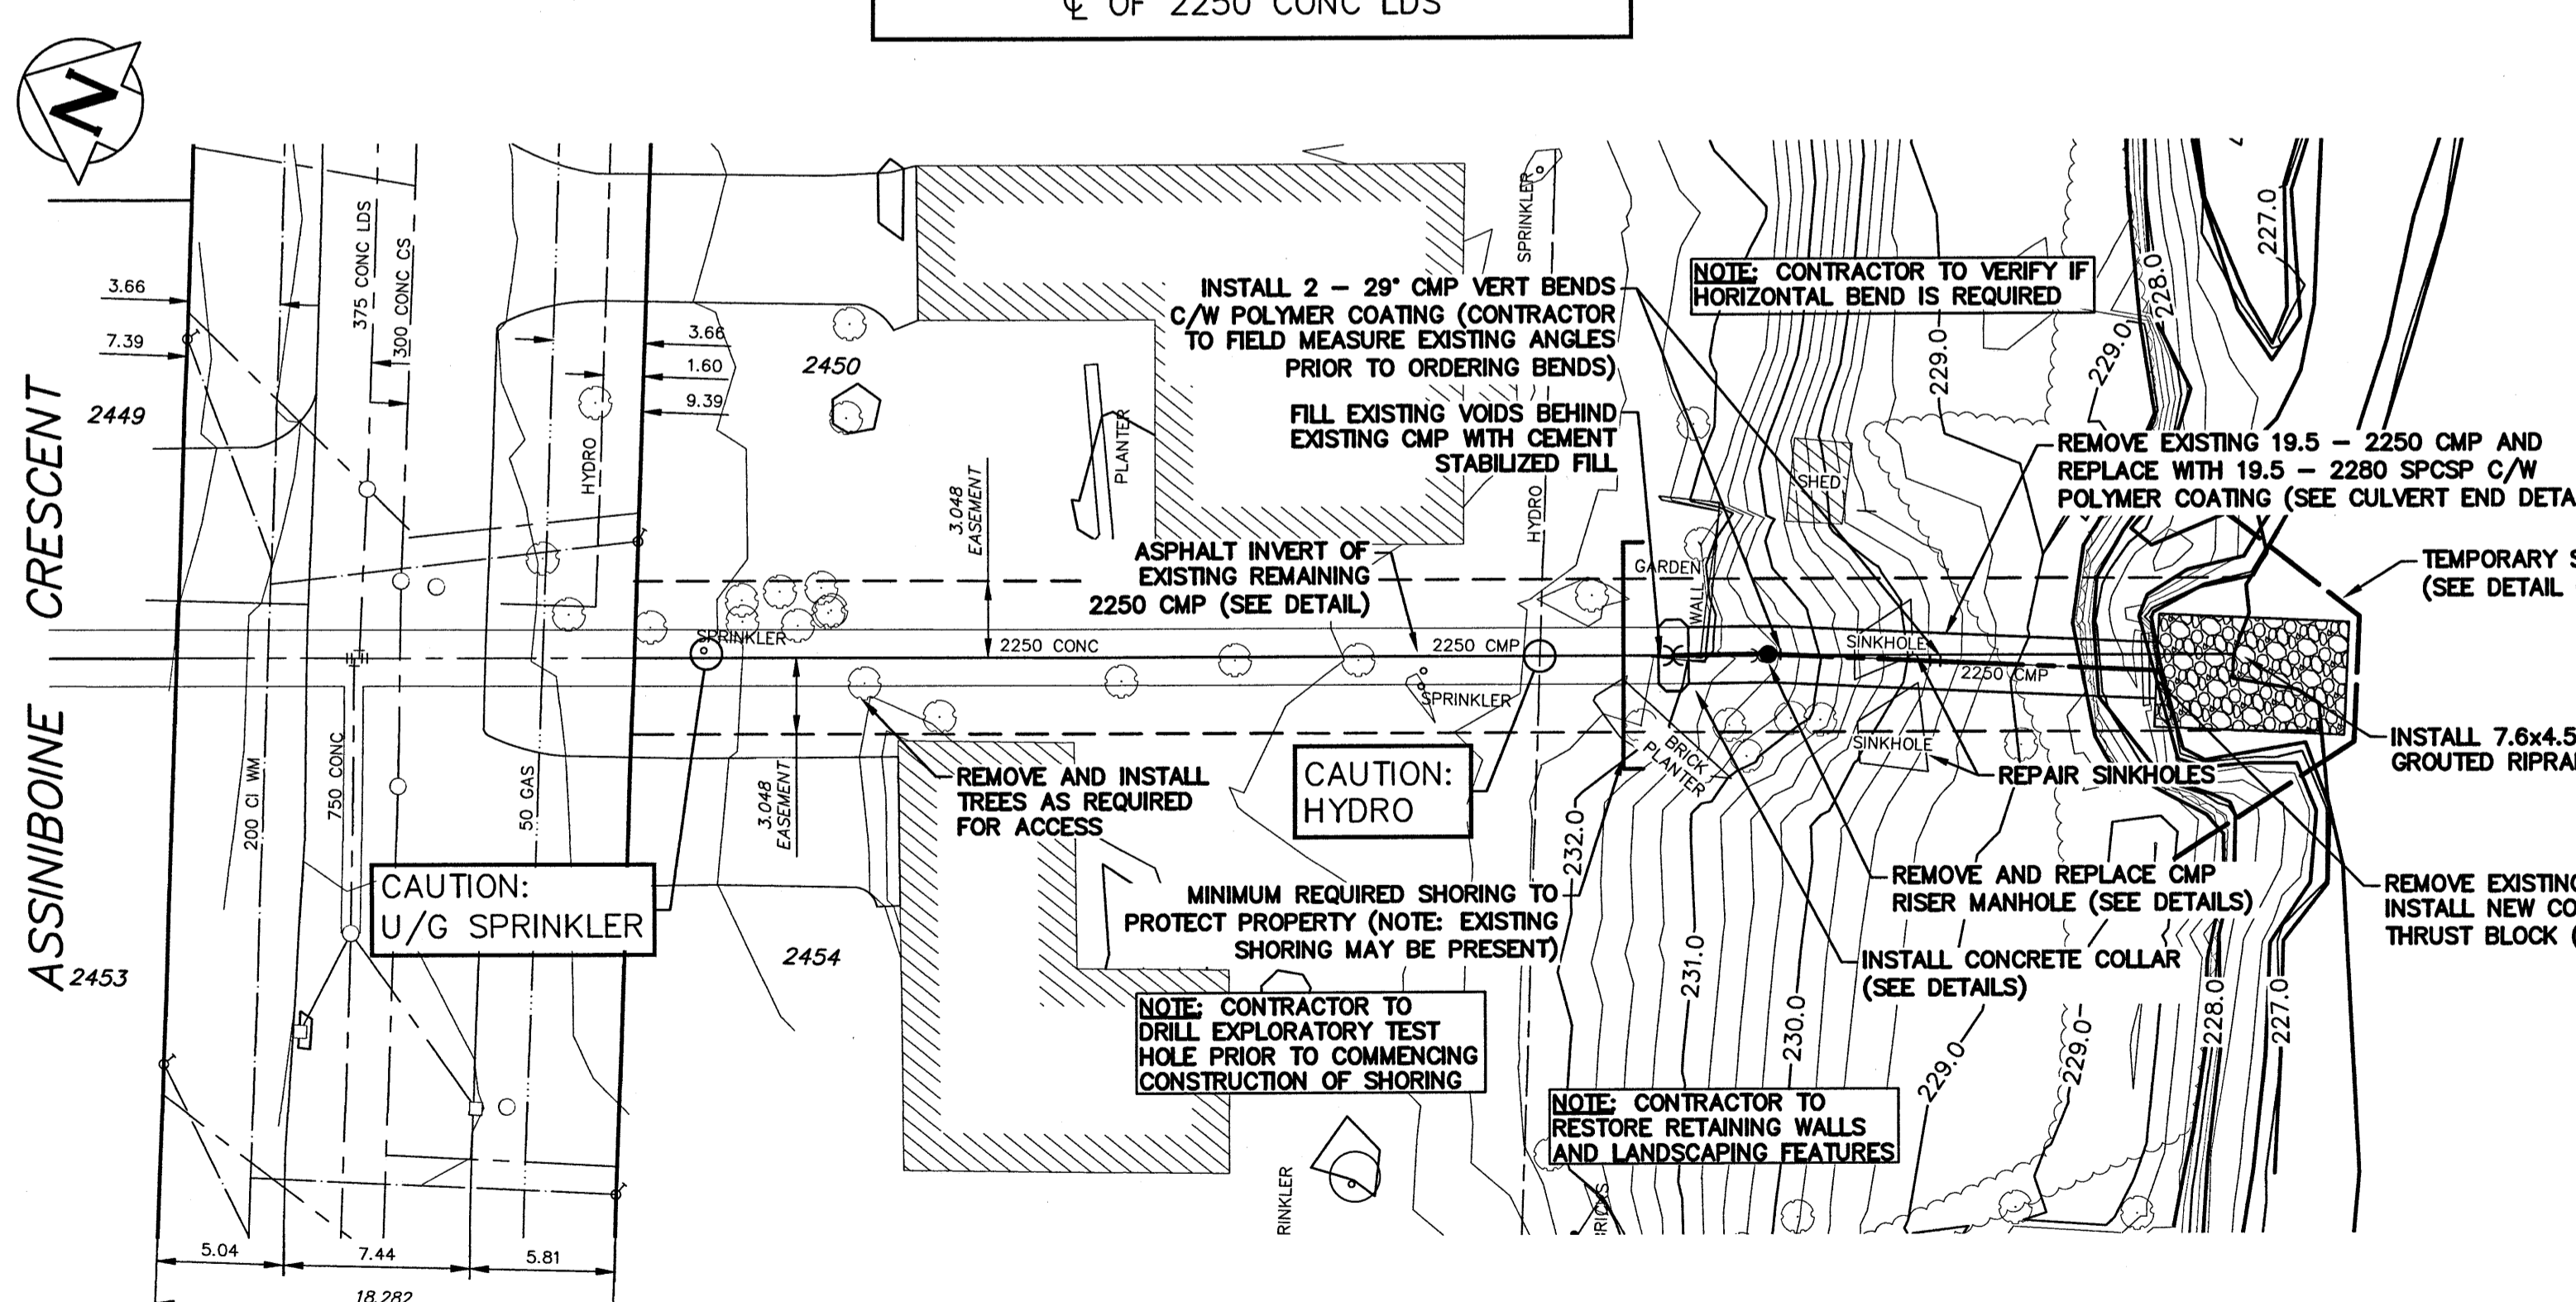 ℄ OF 2250 CONC LDS
N
375 CONC LDS
300 CONC CS
3.66
7.39
2449
3.66
1.60
9.39
HYDRO
2450
PLANTER
3.048
EASEMENT
SPRINKLER
HYDRO
INSTALL 2 – 29° CMP VERT BENDS
C/W POLYMER COATING (CONTRACTOR
TO FIELD MEASURE EXISTING ANGLES
PRIOR TO ORDERING BENDS)
FILL EXISTING VOIDS BEHIND
EXISTING CMP WITH CEMENT
STABILIZED FILL
ASPHALT INVERT OF
EXISTING REMAINING
2250 CMP (SEE DETAIL)
NOTE: CONTRACTOR TO VERIFY IF
HORIZONTAL BEND IS REQUIRED
229.0
229.0
228.0
227.0
SHED
REMOVE EXISTING 19.5 – 2250 CMP AND
REPLACE WITH 19.5 – 2280 SPCSP C/W
POLYMER COATING (SEE CULVERT END DETA
TEMPORARY S
(SEE DETAIL
GARDEN
WALL
SPRINKLER
2250 CONC
2250 CMP
SPRINKLER
SINKHOLE
2250 CMP
SINKHOLE
BRICK
PLANTER
REPAIR SINKHOLES
INSTALL 7.6x4.5
GROUTED RIPRA
ASSINIBOINE CRESCENT
200 CI WM
750 CONC
50 GAS
3.048
EASEMENT
REMOVE AND INSTALL
TREES AS REQUIRED
FOR ACCESS
CAUTION:
HYDRO
CAUTION:
U/G SPRINKLER
232.0
MINIMUM REQUIRED SHORING TO
PROTECT PROPERTY (NOTE: EXISTING
SHORING MAY BE PRESENT)
REMOVE AND REPLACE CMP
RISER MANHOLE (SEE DETAILS)
REMOVE EXISTING
INSTALL NEW CO
THRUST BLOCK (
INSTALL CONCRETE COLLAR
(SEE DETAILS)
2453
2454
NOTE: CONTRACTOR TO
DRILL EXPLORATORY TEST
HOLE PRIOR TO COMMENCING
CONSTRUCTION OF SHORING
231.0
230.0
229.0
229.0
228.0
227.0
NOTE: CONTRACTOR TO
RESTORE RETAINING WALLS
AND LANDSCAPING FEATURES
RINKLER
BRICKS
5.04
7.44
5.81
18.282